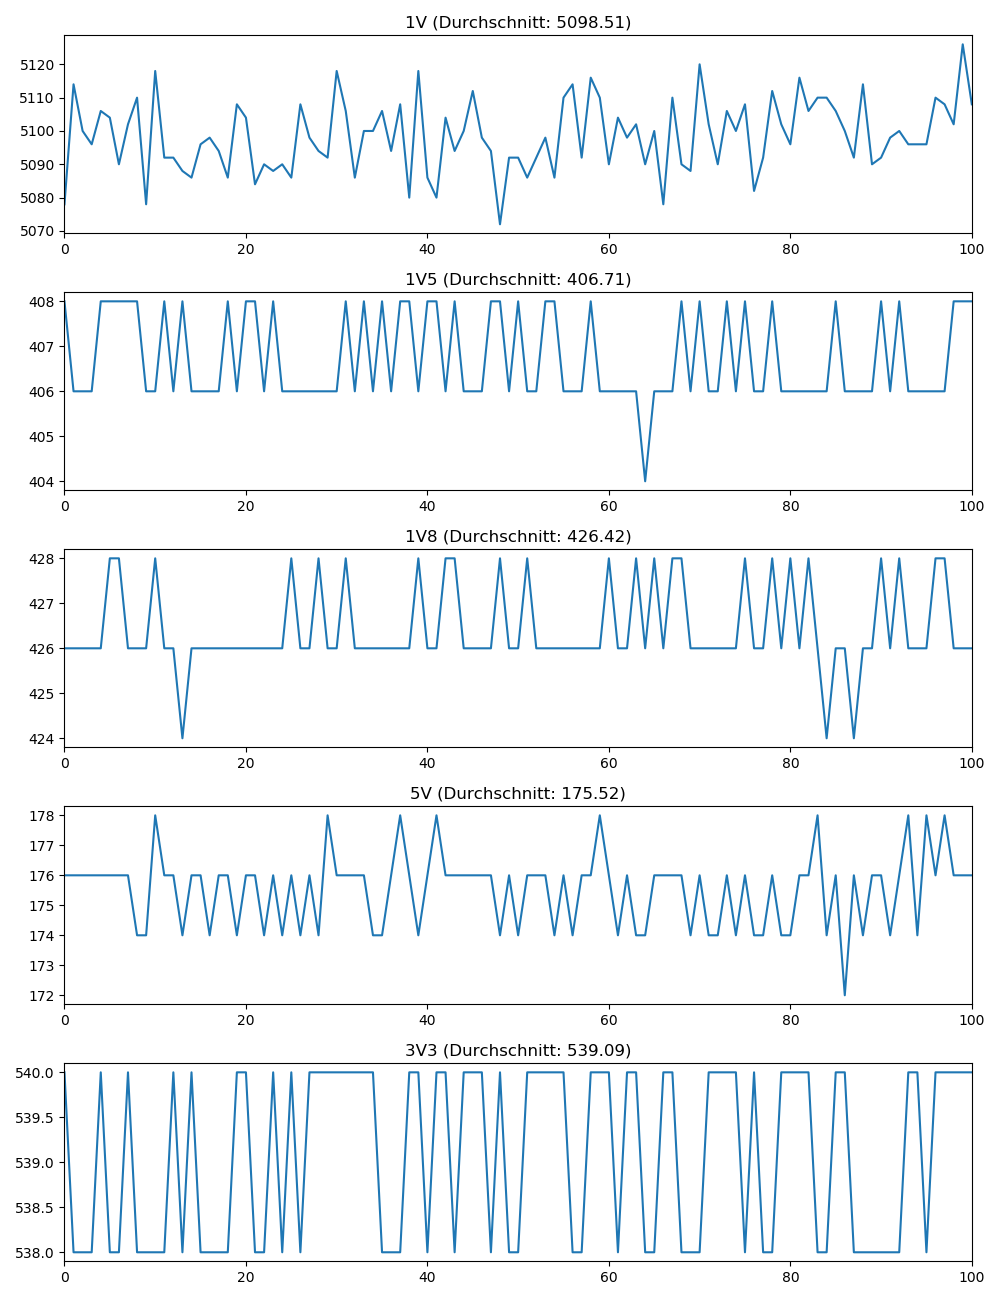 1V (Durchschnitt: 5098.51)
5120
5110
5100
5090
5080
5070
0 20 40 60 80 100
1V5 (Durchschnitt: 406.71)
408
407
406
405
404
0 20 40 60 80 100
1V8 (Durchschnitt: 426.42)
428
427
426
425
424
0 20 40 60 80 100
5V (Durchschnitt: 175.52)
178
177
176
175
174
173
172
0 20 40 60 80 100
3V3 (Durchschnitt: 539.09)
540.0
539.5
539.0
538.5
538.0
0 20 40 60 80 100